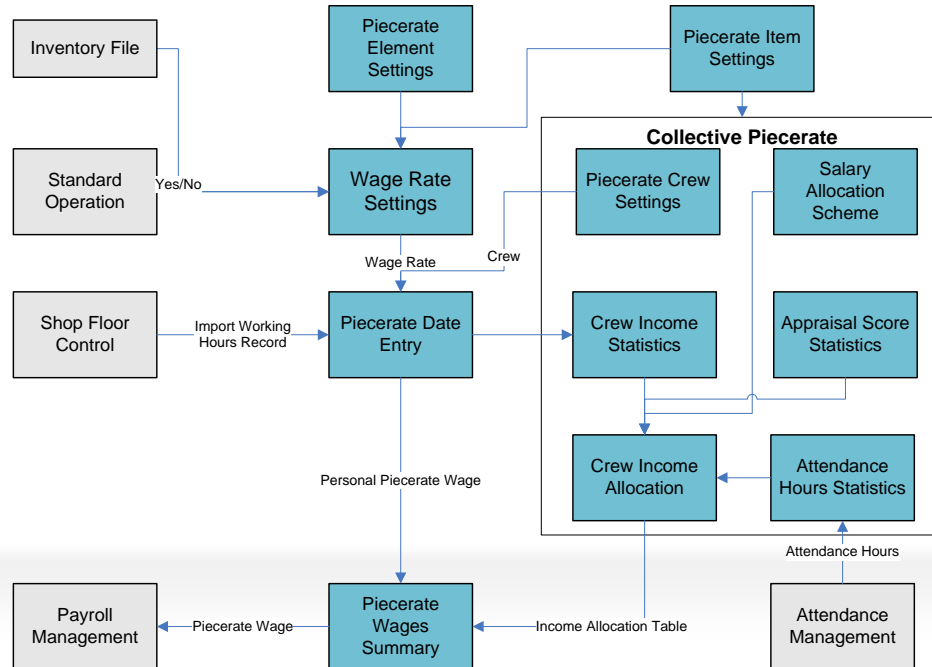 Inventory File
Piecerate
Element
Settings
Piecerate Item
Settings
Collective Piecerate
Standard
Operation
Yes/No
Wage Rate
Settings
Piecerate Crew
Settings
Salary
Allocation
Scheme
Wage Rate
Crew
Shop Floor
Control
Import Working
Hours Record
Piecerate Date
Entry
Crew Income
Statistics
Appraisal Score
Statistics
Personal Piecerate Wage
Crew Income
Allocation
Attendance
Hours Statistics
Attendance Hours
Payroll
Management
Piecerate Wage
Piecerate
Wages
Summary
Income Allocation Table
Attendance
Management